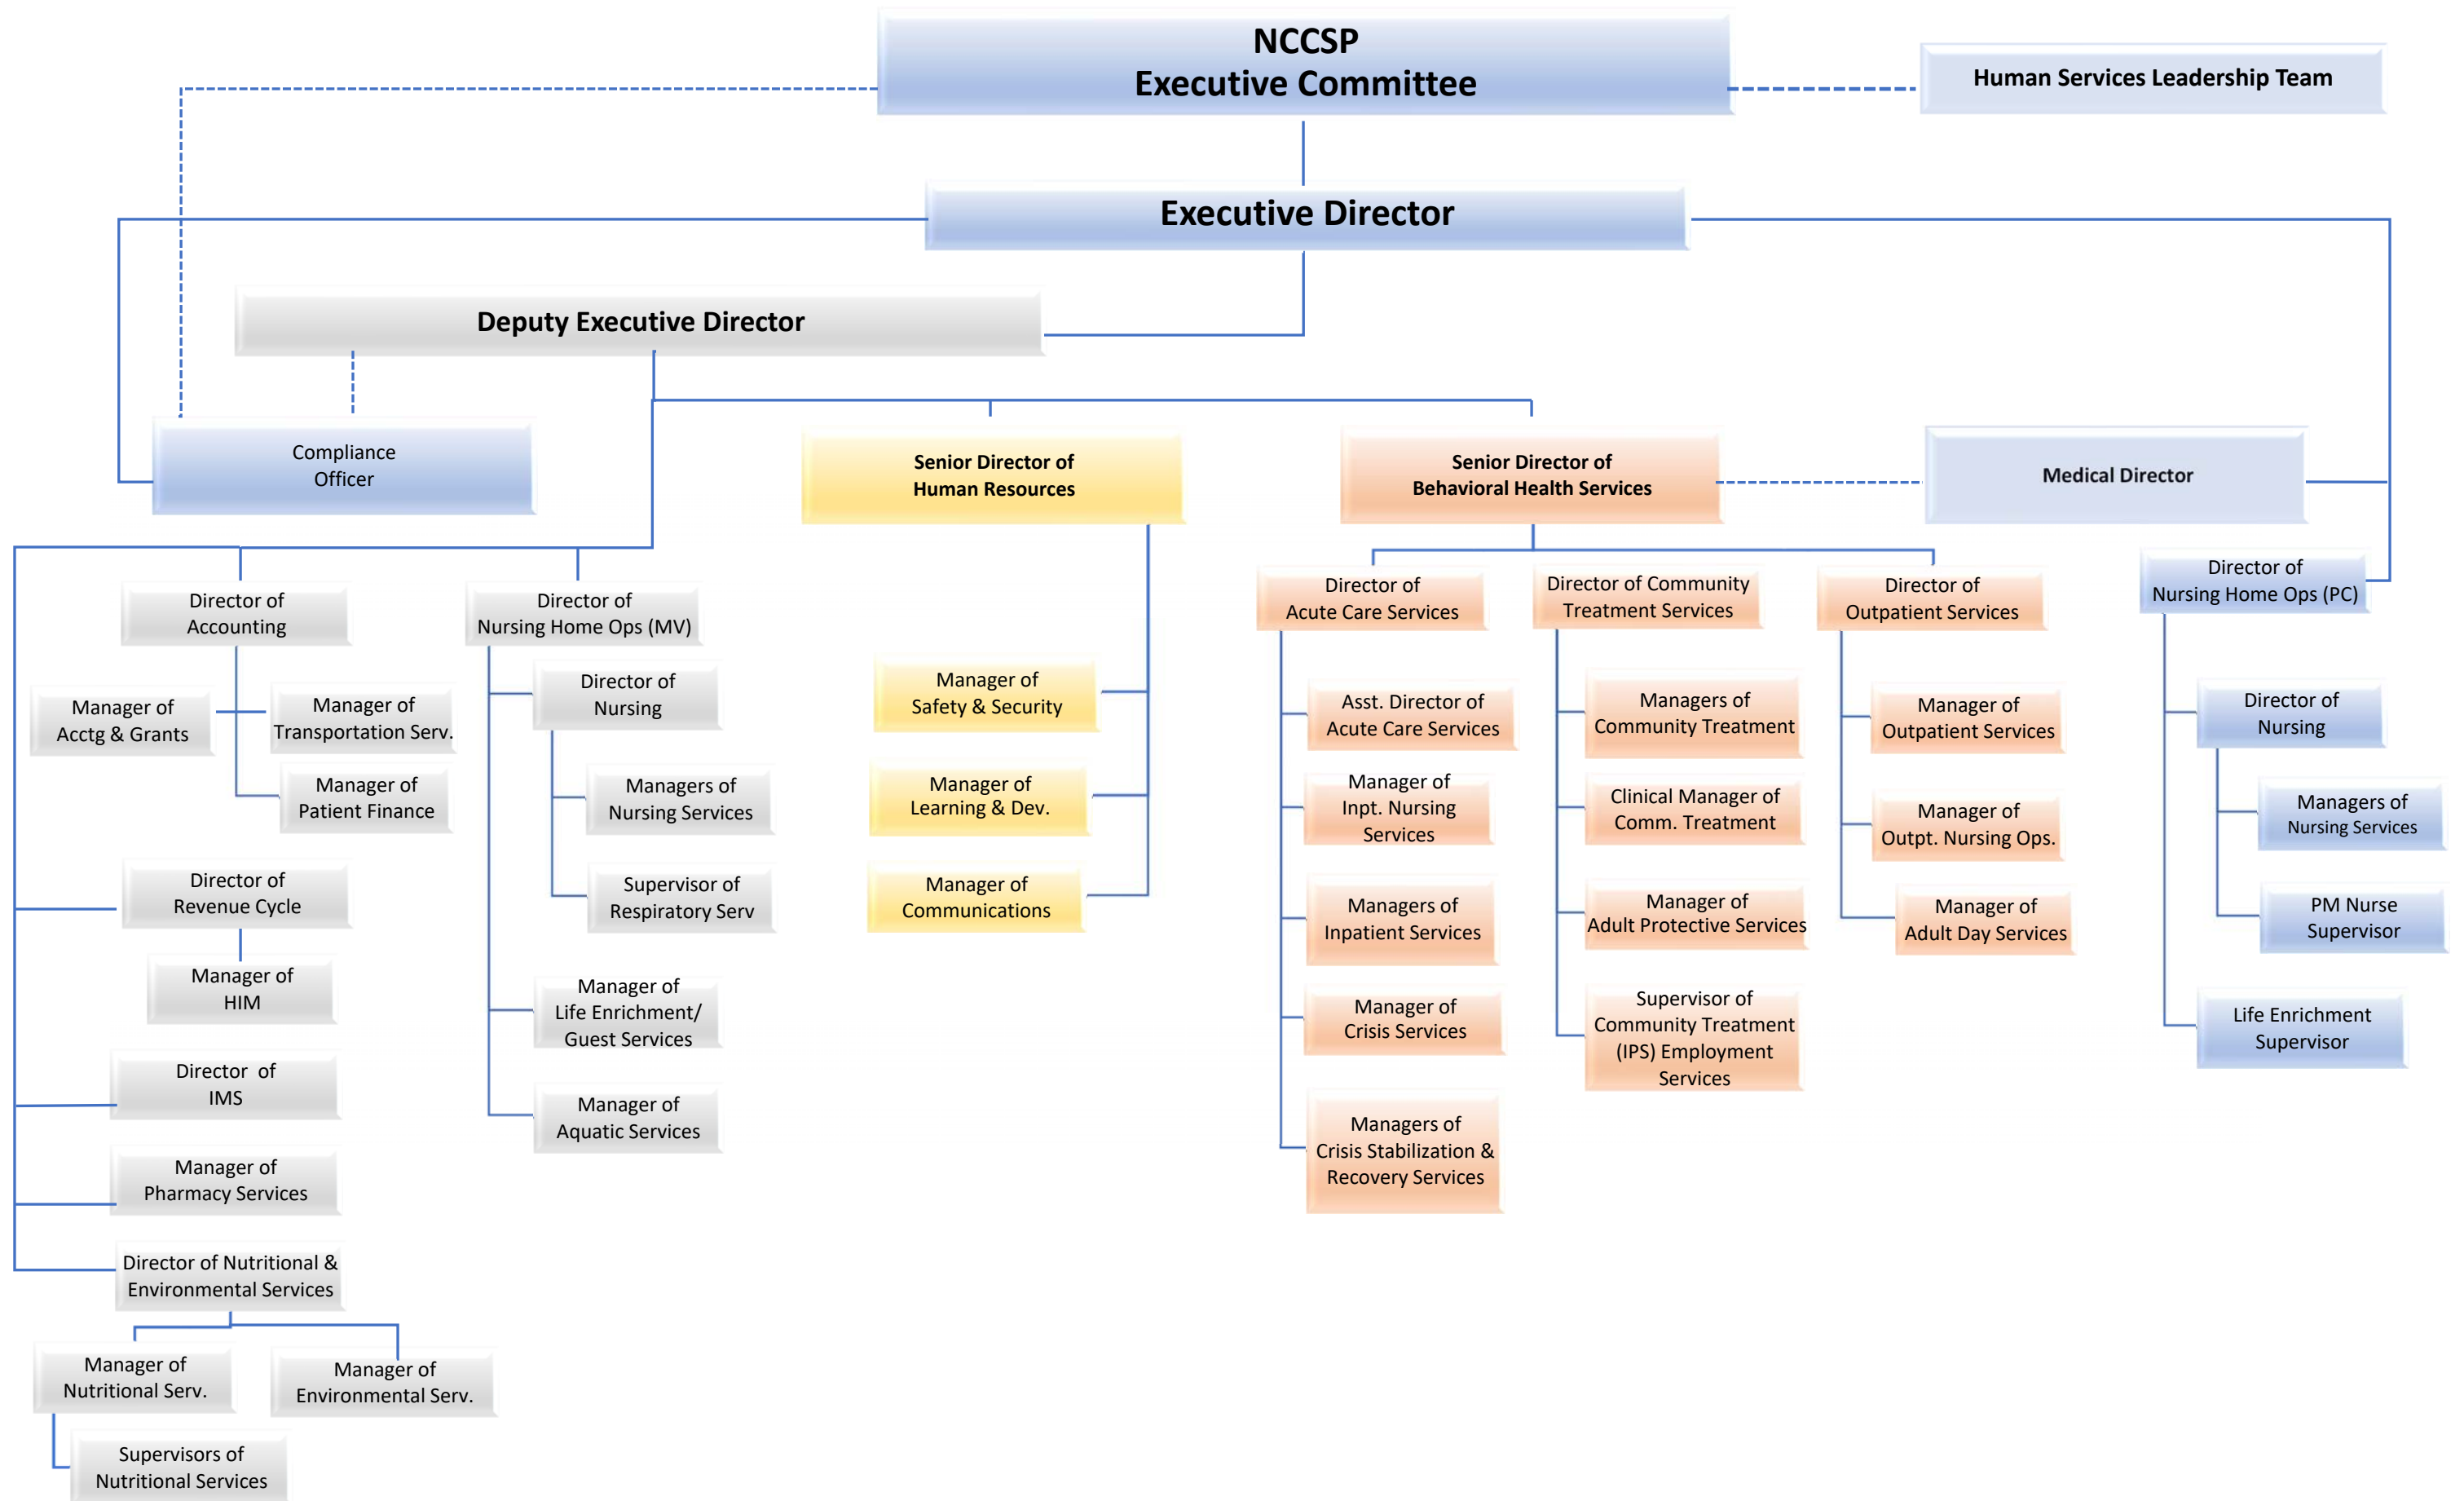 NCCSP
Executive Committee
Human Services Leadership Team
Executive Director
Deputy Executive Director
Compliance
Officer
Senior Director of
Human Resources
Senior Director of
Behavioral Health Services
Medical Director
Director of
Accounting
Manager of
Acctg & Grants
Manager of
Transportation Serv.
Manager of
Patient Finance
Director of
Revenue Cycle
Manager of
HIM
Director of
IMS
Manager of
Pharmacy Services
Director of Nutritional &
Environmental Services
Manager of
Nutritional Serv.
Manager of
Environmental Serv.
Supervisors of
Nutritional Services
Director of
Nursing Home Ops (MV)
Director of
Nursing
Managers of
Nursing Services
Supervisor of
Respiratory Serv
Manager of
Life Enrichment/
Guest Services
Manager of
Aquatic Services
Manager of
Safety & Security
Manager of
Learning & Dev.
Manager of
Communications
Director of
Acute Care Services
Asst. Director of
Acute Care Services
Manager of
Inpt. Nursing
Services
Managers of
Inpatient Services
Manager of
Crisis Services
Managers of
Crisis Stabilization &
Recovery Services
Director of Community
Treatment Services
Managers of
Community Treatment
Clinical Manager of
Comm. Treatment
Manager of
Adult Protective Services
Supervisor of
Community Treatment
(IPS) Employment
Services
Director of
Outpatient Services
Manager of
Outpatient Services
Manager of
Outpt. Nursing Ops.
Manager of
Adult Day Services
Director of
Nursing Home Ops (PC)
Director of
Nursing
Managers of
Nursing Services
PM Nurse
Supervisor
Life Enrichment
Supervisor